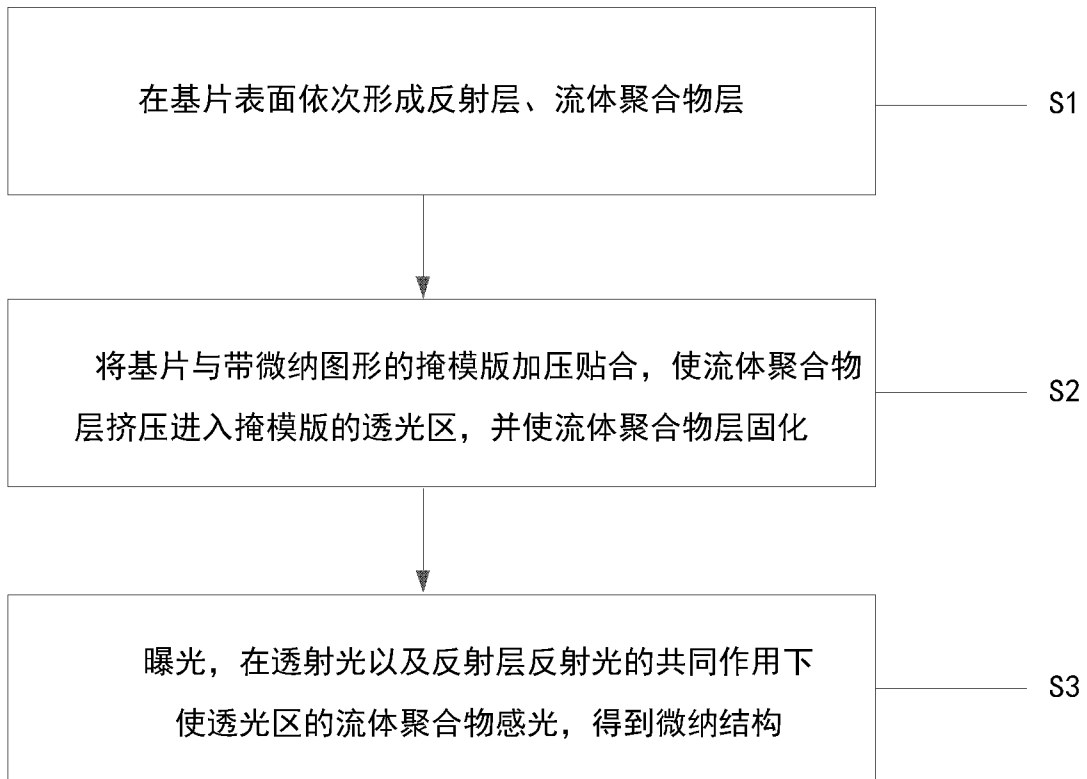 在基片表面依次形成反射层、流体聚合物层
S1
将基片与带微纳图形的掩模版加压贴合，使流体聚合物
层挤压进入掩模版的透光区，并使流体聚合物层固化
S2
曝光，在透射光以及反射层反射光的共同作用下
使透光区的流体聚合物感光，得到微纳结构
S3